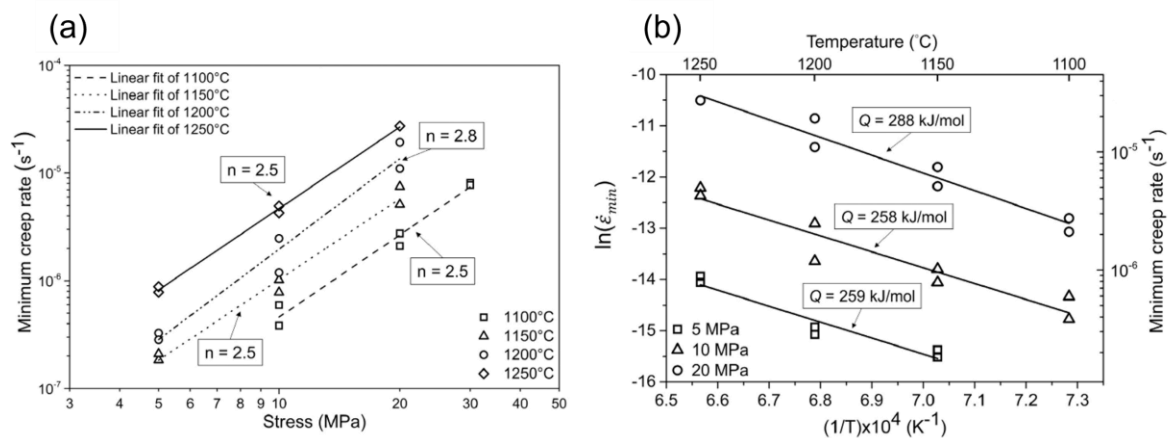 (a)
10⁻⁴
10⁻⁵
10⁻⁶
10⁻⁷
Minimum creep rate (s⁻¹)
Linear fit of 1100°C
Linear fit of 1150°C
Linear fit of 1200°C
Linear fit of 1250°C
n = 2.5
n = 2.8
n = 2.5
n = 2.5
1100°C
1150°C
1200°C
1250°C
3 4 5 6 7 8 9 10 20 30 40 50
Stress (MPa)
(b)
Temperature (°C)
1250 1200 1150 1100
-10
-11
-12
-13
-14
-15
-16
ln(ε̇min)
Q = 288 kJ/mol
Q = 258 kJ/mol
Q = 259 kJ/mol
5 MPa
10 MPa
20 MPa
10⁻⁵
10⁻⁶
Minimum creep rate (s⁻¹)
6.5 6.6 6.7 6.8 6.9 7.0 7.1 7.2 7.3
(1/T)x10⁴ (K⁻¹)